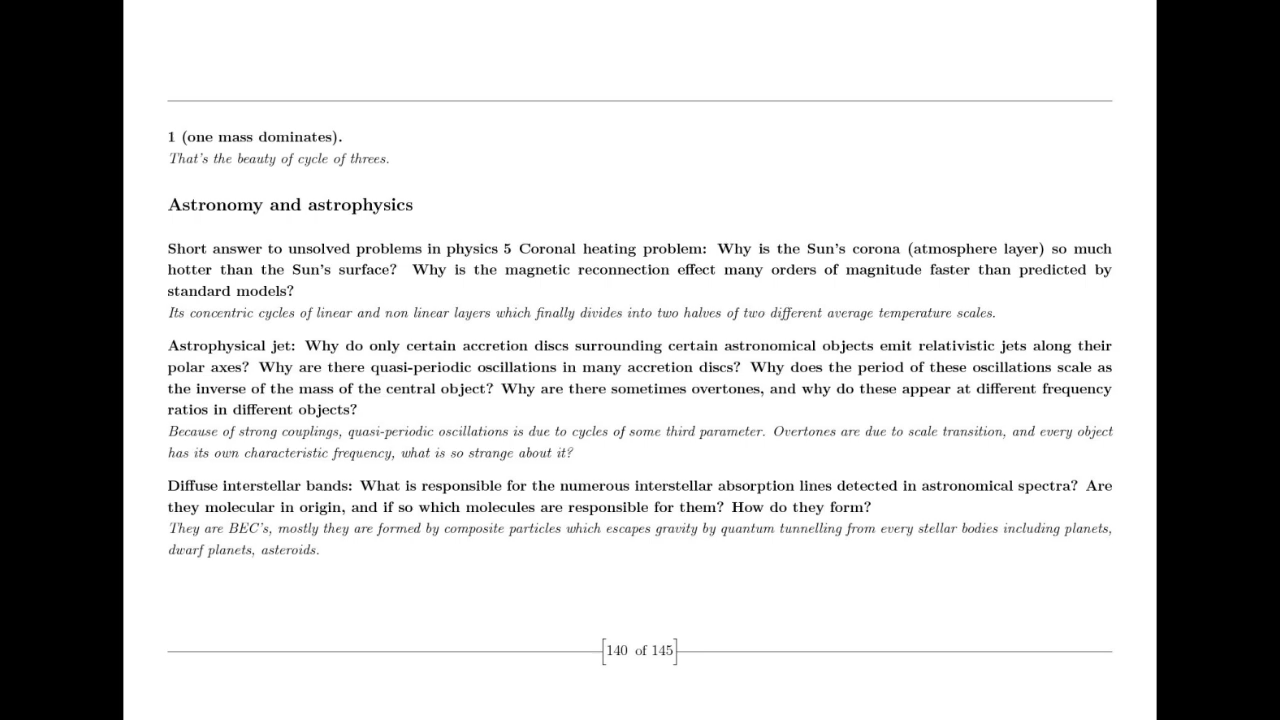 1 (one mass dominates).
That's the beauty of cycle of threes.
Astronomy and astrophysics
Short answer to unsolved problems in physics 5 Coronal heating problem: Why is the Sun's corona (atmosphere layer) so much
hotter than the Sun's surface? Why is the magnetic reconnection effect many orders of magnitude faster than predicted by
standard models?
Its concentric cycles of linear and non linear layers which finally divides into two halves of two different average temperature scales.
Astrophysical jet: Why do only certain accretion discs surrounding certain astronomical objects emit relativistic jets along their
polar axes? Why are there quasi-periodic oscillations in many accretion discs? Why does the period of these oscillations scale as
the inverse of the mass of the central object? Why are there sometimes overtones, and why do these appear at different frequency
ratios in different objects?
Because of strong couplings, quasi-periodic oscillations is due to cycles of some third parameter. Overtones are due to scale transition, and every object
has its own characteristic frequency, what is so strange about it?
Diffuse interstellar bands: What is responsible for the numerous interstellar absorption lines detected in astronomical spectra? Are
they molecular in origin, and if so which molecules are responsible for them? How do they form?
They are BEC's, mostly they are formed by composite particles which escapes gravity by quantum tunnelling from every stellar bodies including planets,
dwarf planets, asteroids.
140 of 145